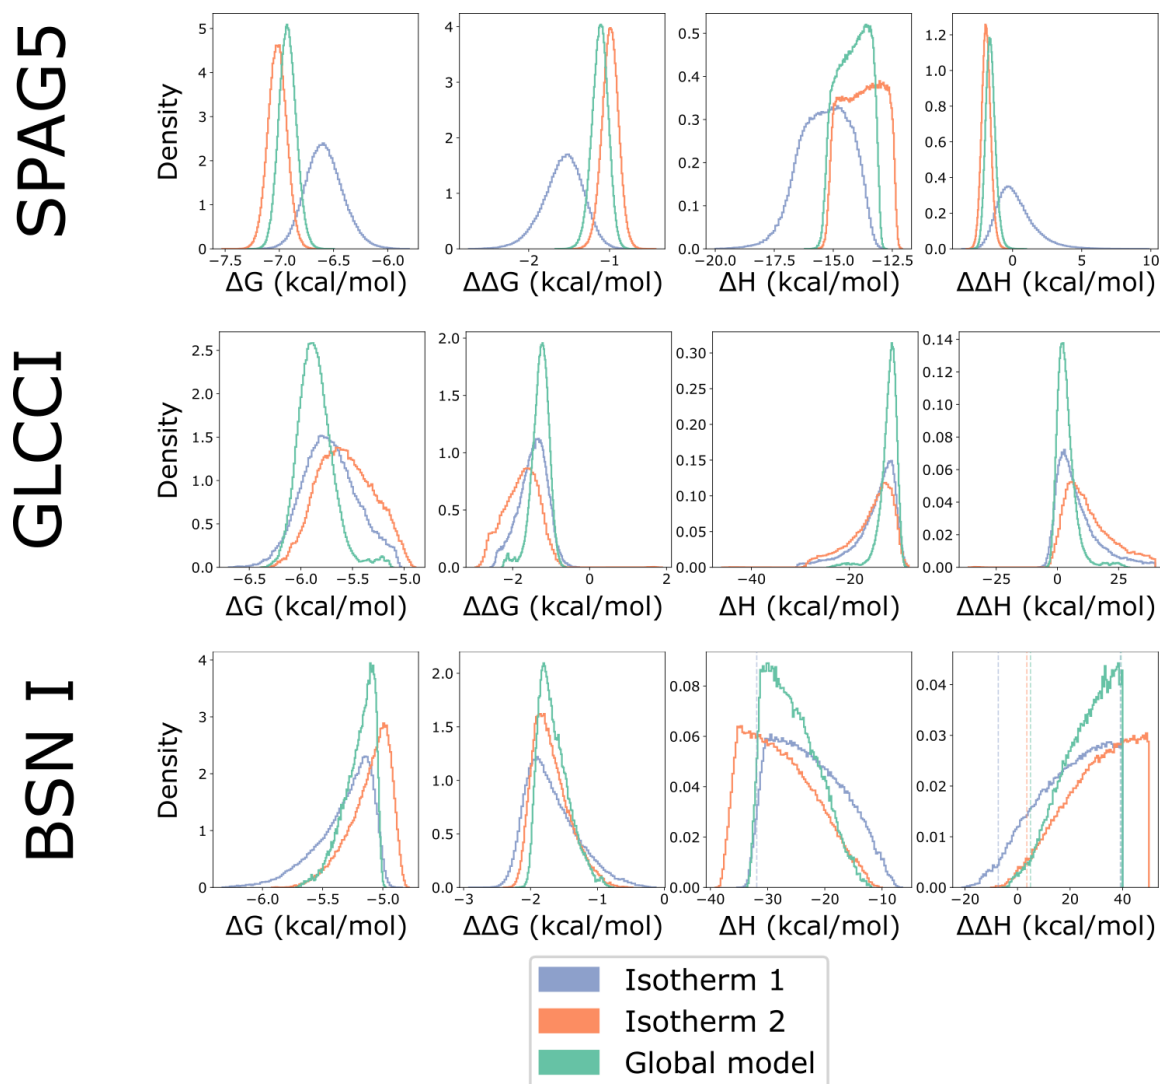 SPAG5
Density
5
4
3
2
1
0
−7.5 −7.0 −6.5 −6.0
ΔG (kcal/mol)
4
3
2
1
0
−2 −1
ΔΔG (kcal/mol)
0.5
0.4
0.3
0.2
0.1
0.0
−20.0 −17.5 −15.0 −12.5
ΔH (kcal/mol)
1.2
1.0
0.8
0.6
0.4
0.2
0.0
0 5 10
ΔΔH (kcal/mol)
GLCCI
Density
2.5
2.0
1.5
1.0
0.5
0.0
−6.5 −6.0 −5.5 −5.0
ΔG (kcal/mol)
2.0
1.5
1.0
0.5
0.0
−2 0 2
ΔΔG (kcal/mol)
0.30
0.25
0.20
0.15
0.10
0.05
0.00
−40 −20
ΔH (kcal/mol)
0.14
0.12
0.10
0.08
0.06
0.04
0.02
0.00
−25 0 25
ΔΔH (kcal/mol)
BSN I
Density
4
3
2
1
0
−6.0 −5.5 −5.0
ΔG (kcal/mol)
2.0
1.5
1.0
0.5
0.0
−3 −2 −1 0
ΔΔG (kcal/mol)
0.08
0.06
0.04
0.02
0.00
−40 −30 −20 −10
ΔH (kcal/mol)
0.04
0.03
0.02
0.01
0.00
−20 0 20 40
ΔΔH (kcal/mol)
Isotherm 1
Isotherm 2
Global model